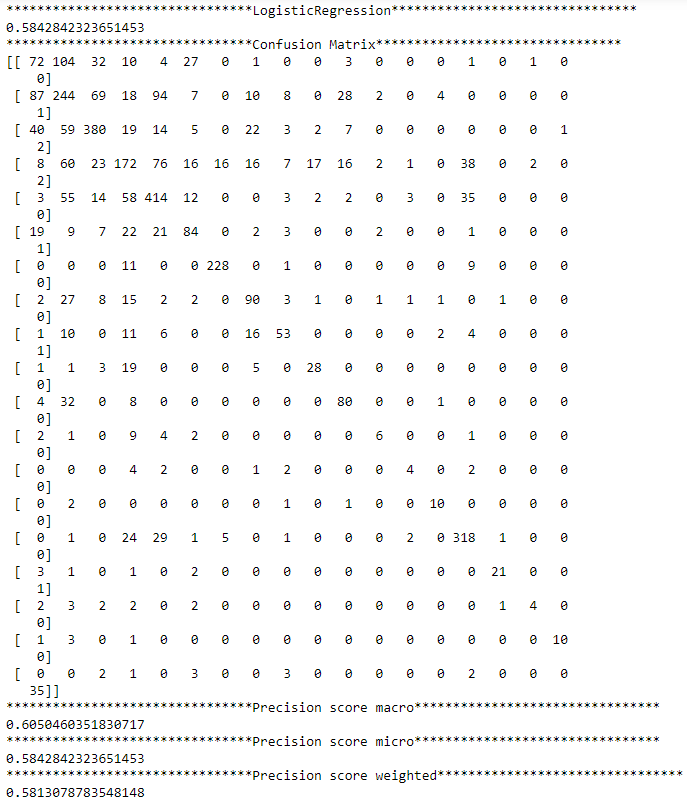 ********************************LogisticRegression********************************
0.5842842323651453
********************************Confusion Matrix********************************
[[ 72 104  32  10   4  27   0   1   0   0   3   0   0   0   1   0   1   0
    0]
 [ 87 244  69  18  94   7   0  10   8   0  28   2   0   4   0   0   0   0
    1]
 [ 40  59 380  19  14   5   0  22   3   2   7   0   0   0   0   0   0   1
    2]
 [  8  60  23 172  76  16  16  16   7  17  16   2   1   0  38   0   2   0
    2]
 [  3  55  14  58 414  12   0   0   3   2   2   0   3   0  35   0   0   0
    0]
 [ 19   9   7  22  21  84   0   2   3   0   0   2   0   0   1   0   0   0
    1]
 [  0   0   0  11   0   0 228   0   1   0   0   0   0   0   9   0   0   0
    0]
 [  2  27   8  15   2   2   0  90   3   1   0   1   1   1   0   1   0   0
    0]
 [  1  10   0  11   6   0   0  16  53   0   0   0   0   2   4   0   0   0
    1]
 [  1   1   3  19   0   0   0   5   0  28   0   0   0   0   0   0   0   0
    0]
 [  4  32   0   8   0   0   0   0   0   0  80   0   0   1   0   0   0   0
    0]
 [  2   1   0   9   4   2   0   0   0   0   0   6   0   0   1   0   0   0
    0]
 [  0   0   0   4   2   0   0   1   2   0   0   0   4   0   2   0   0   0
    0]
 [  0   2   0   0   0   0   0   0   1   0   1   0   0  10   0   0   0   0
    0]
 [  0   1   0  24  29   1   5   0   1   0   0   0   2   0 318   1   0   0
    0]
 [  3   1   0   1   0   2   0   0   0   0   0   0   0   0   0  21   0   0
    1]
 [  2   3   2   2   0   2   0   0   0   0   0   0   0   0   0   1   4   0
    0]
 [  1   3   0   1   0   0   0   0   0   0   0   0   0   0   0   0   0  10
    0]
 [  0   0   2   1   0   3   0   0   3   0   0   0   0   0   2   0   0   0
   35]]
********************************Precision score macro********************************
0.6050460351830717
********************************Precision score micro********************************
0.5842842323651453
********************************Precision score weighted********************************
0.5813078783548148